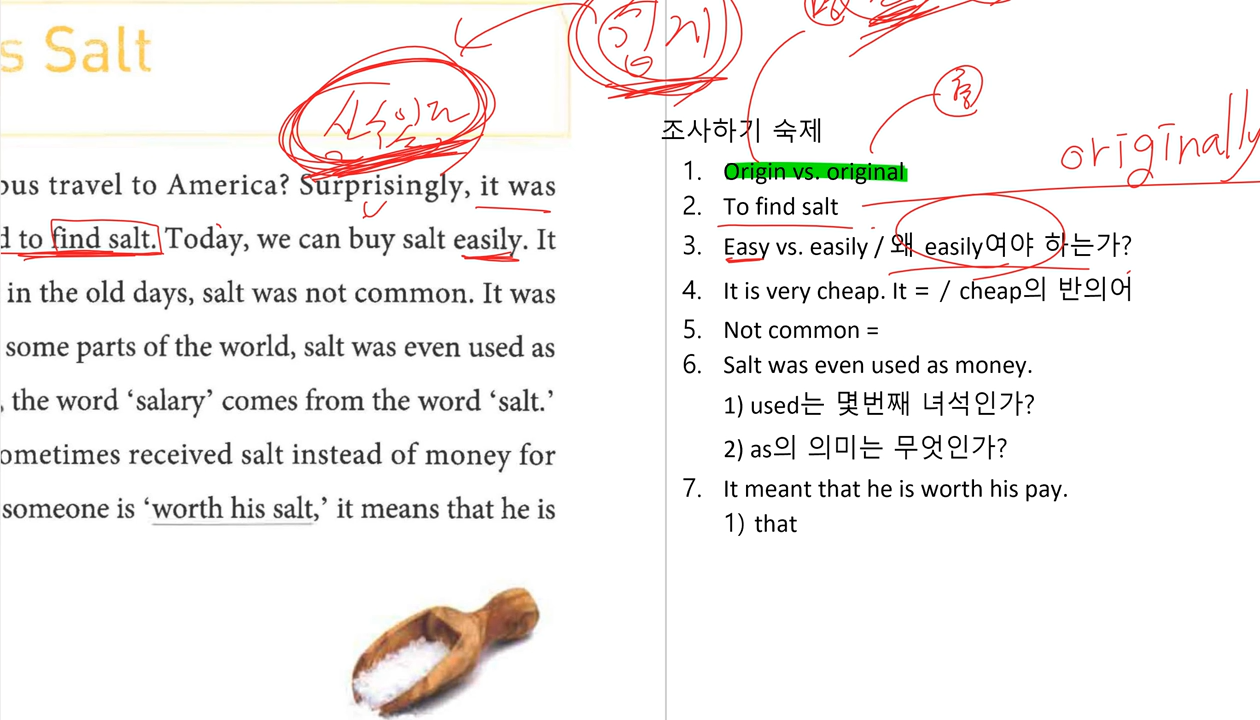 s Salt
ous travel to America? Surprisingly, it was
d to find salt. Today, we can buy salt easily. It
in the old days, salt was not common. It was
some parts of the world, salt was even used as
, the word ‘salary’ comes from the word ‘salt.’
ometimes received salt instead of money for
someone is ‘worth his salt,’ it means that he is
조사하기 숙제
originally
1. Origin vs. original
2. To find salt
3. Easy vs. easily / 왜 easily여야 하는가?
4. It is very cheap. It = / cheap의 반의어
5. Not common =
6. Salt was even used as money.
1) used는 몇번째 녀석인가?
2) as의 의미는 무엇인가?
7. It meant that he is worth his pay.
1) that